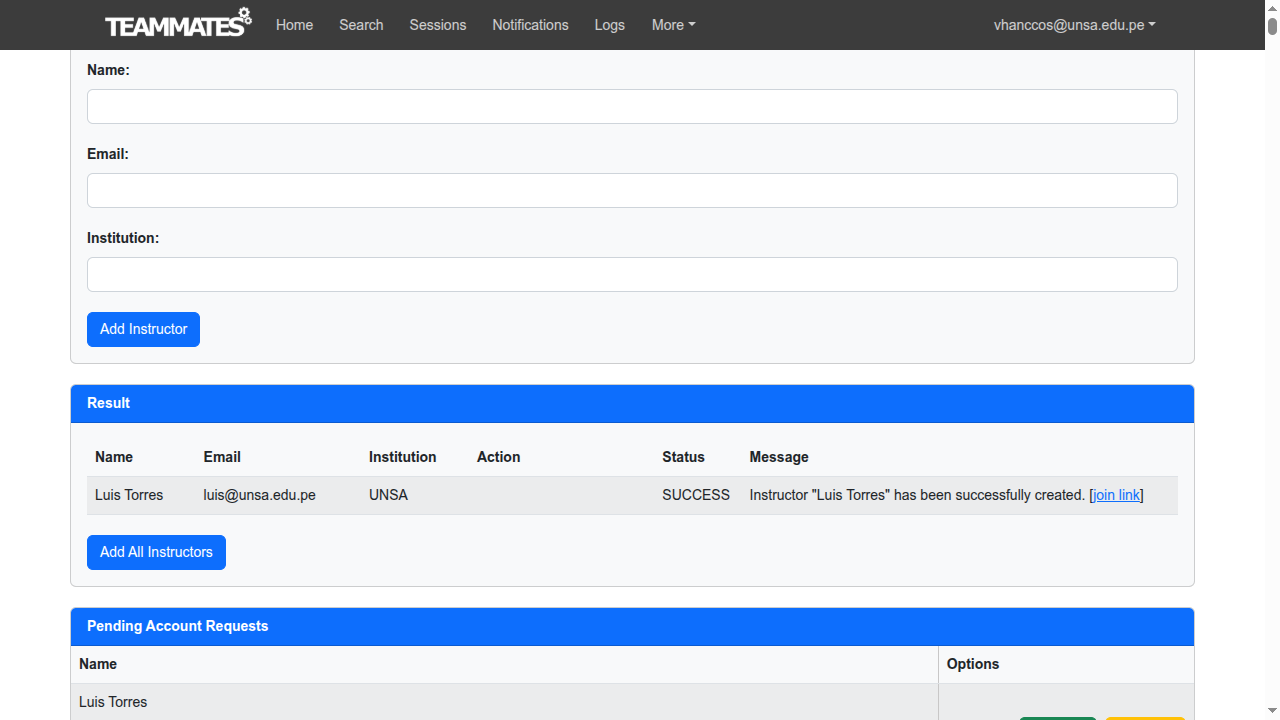 TEAMMATES Home Search Sessions Notifications Logs More vhanccos@unsa.edu.pe
Name:
Email:
Institution:
Add Instructor
Result
Name Email Institution Action Status Message
Luis Torres luis@unsa.edu.pe UNSA SUCCESS Instructor "Luis Torres" has been successfully created. [join link]
Add All Instructors
Pending Account Requests
Name Options
Luis Torres